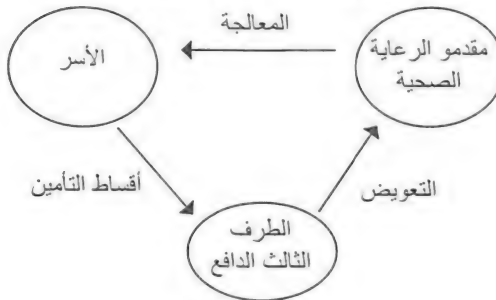 المعالجة
مقدمو الرعاية
الصحية
الأسر
التعويض
أقساط التأمين
الطرف
الثالث الدافع